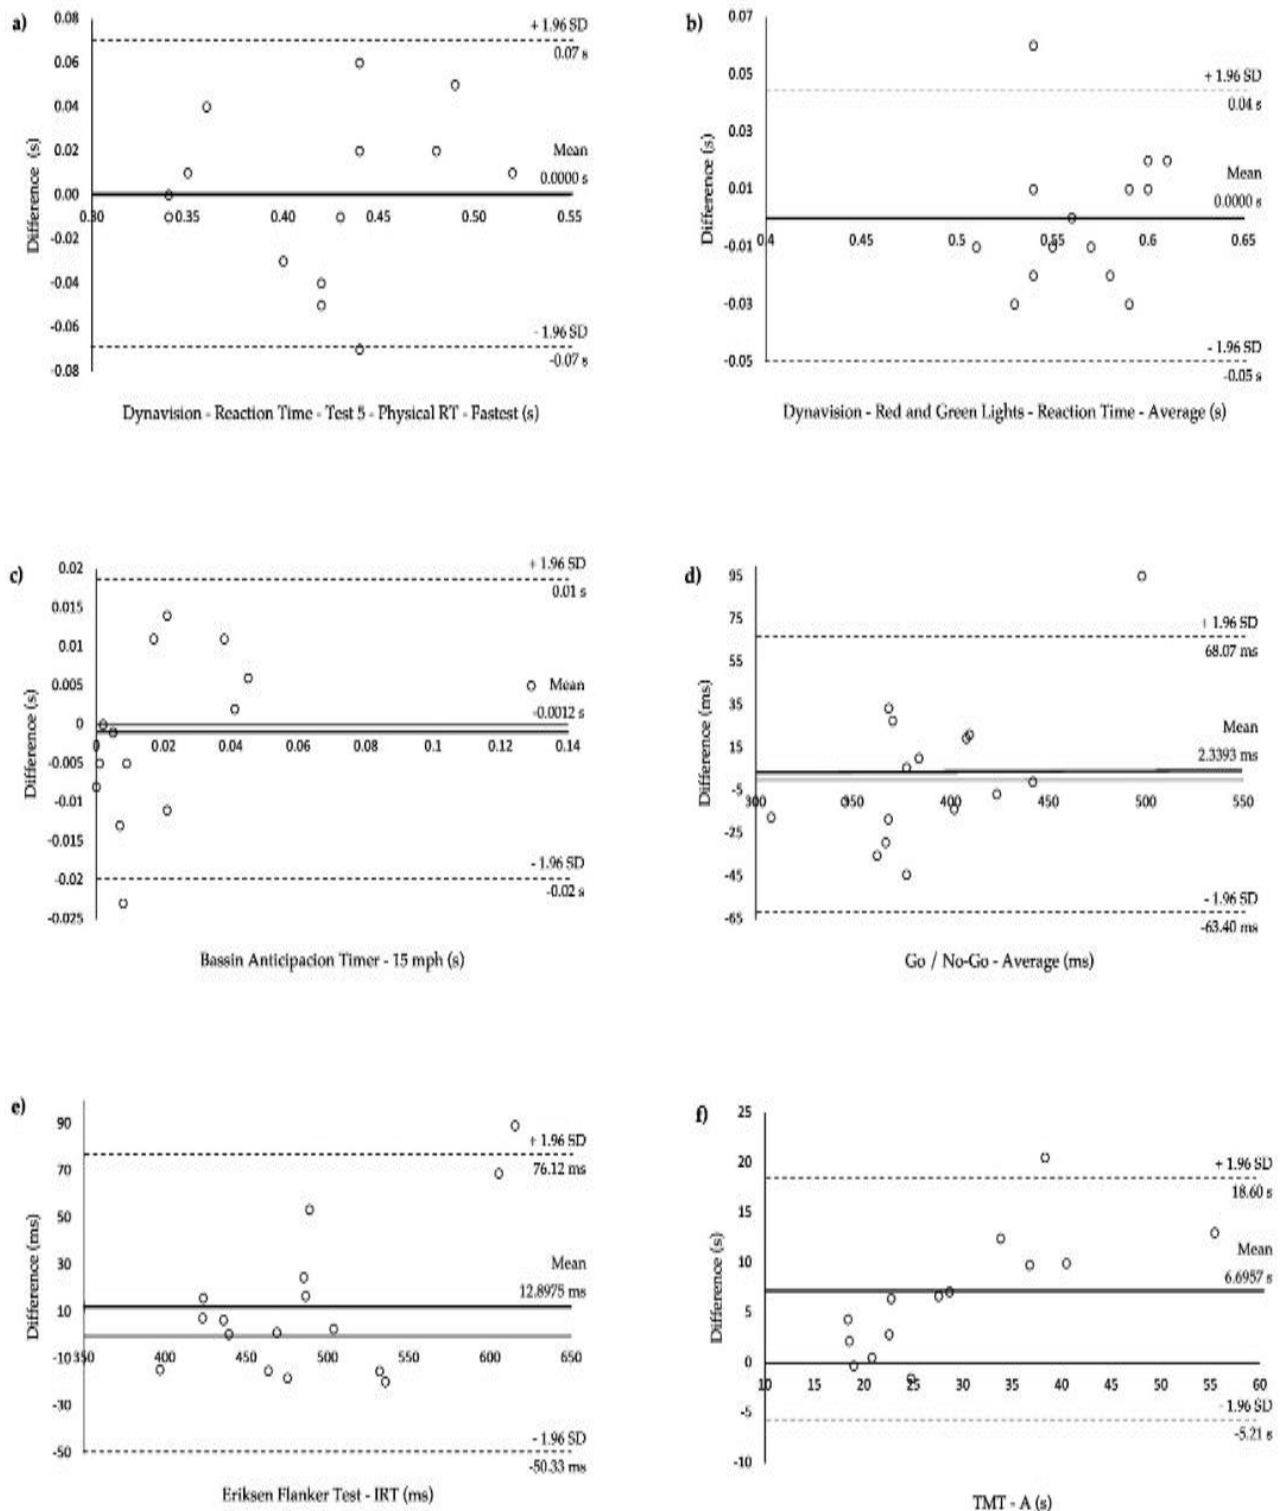 a)
0.08
0.06
0.04
0.02
0.00
-0.02
-0.04
-0.06
-0.08
Difference (s)
0.30 0.35 0.40 0.45 0.50 0.55
+ 1.96 SD
0.07 s
Mean
0.0000 s
- 1.96 SD
-0.07 s
Dynavision - Reaction Time - Test 5 - Physical RT - Fastest (s)
b)
0.07
0.05
0.03
0.01
-0.01
-0.03
-0.05
Difference (s)
0.4 0.45 0.5 0.55 0.6 0.65
+ 1.96 SD
0.04 s
Mean
0.0000 s
- 1.96 SD
-0.05 s
Dynavision - Red and Green Lights - Reaction Time - Average (s)
c)
0.02
0.015
0.01
0.005
0
-0.005
-0.01
-0.015
-0.02
-0.025
Difference (s)
0 0.02 0.04 0.06 0.08 0.1 0.12 0.14
+ 1.96 SD
0.01 s
Mean
-0.0012 s
- 1.96 SD
-0.02 s
Bassin Anticipacion Timer - 15 mph (s)
d)
95
75
55
35
15
-5
-25
-45
-65
Difference (ms)
300 350 400 450 500 550
+ 1.96 SD
68.07 ms
Mean
2.3393 ms
- 1.96 SD
-63.40 ms
Go / No-Go - Average (ms)
e)
90
70
50
30
10
-10
-30
-50
Difference (ms)
350 400 450 500 550 600 650
+ 1.96 SD
76.12 ms
Mean
12.8975 ms
- 1.96 SD
-50.33 ms
Eriksen Flanker Test - IRT (ms)
f)
25
20
15
10
5
0
-5
-10
Difference (s)
10 15 20 25 30 35 40 45 50 55 60
+ 1.96 SD
18.60 s
Mean
6.6957 s
- 1.96 SD
-5.21 s
TMT - A (s)